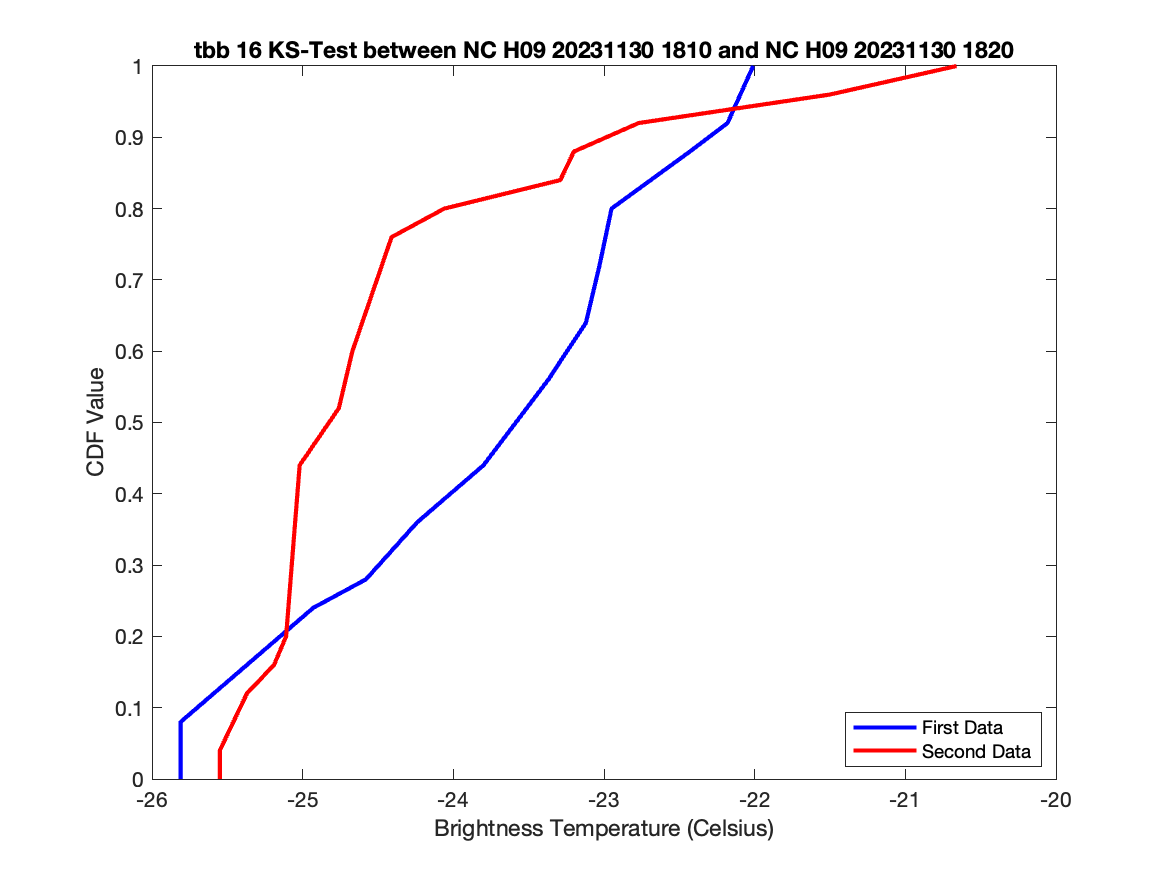 tbb 16 KS-Test between NC H09 20231130 1810 and NC H09 20231130 1820
1
0.9
0.8
0.7
0.6
0.5
0.4
0.3
0.2
0.1
0
CDF Value
First Data
Second Data
-26 -25 -24 -23 -22 -21 -20
Brightness Temperature (Celsius)